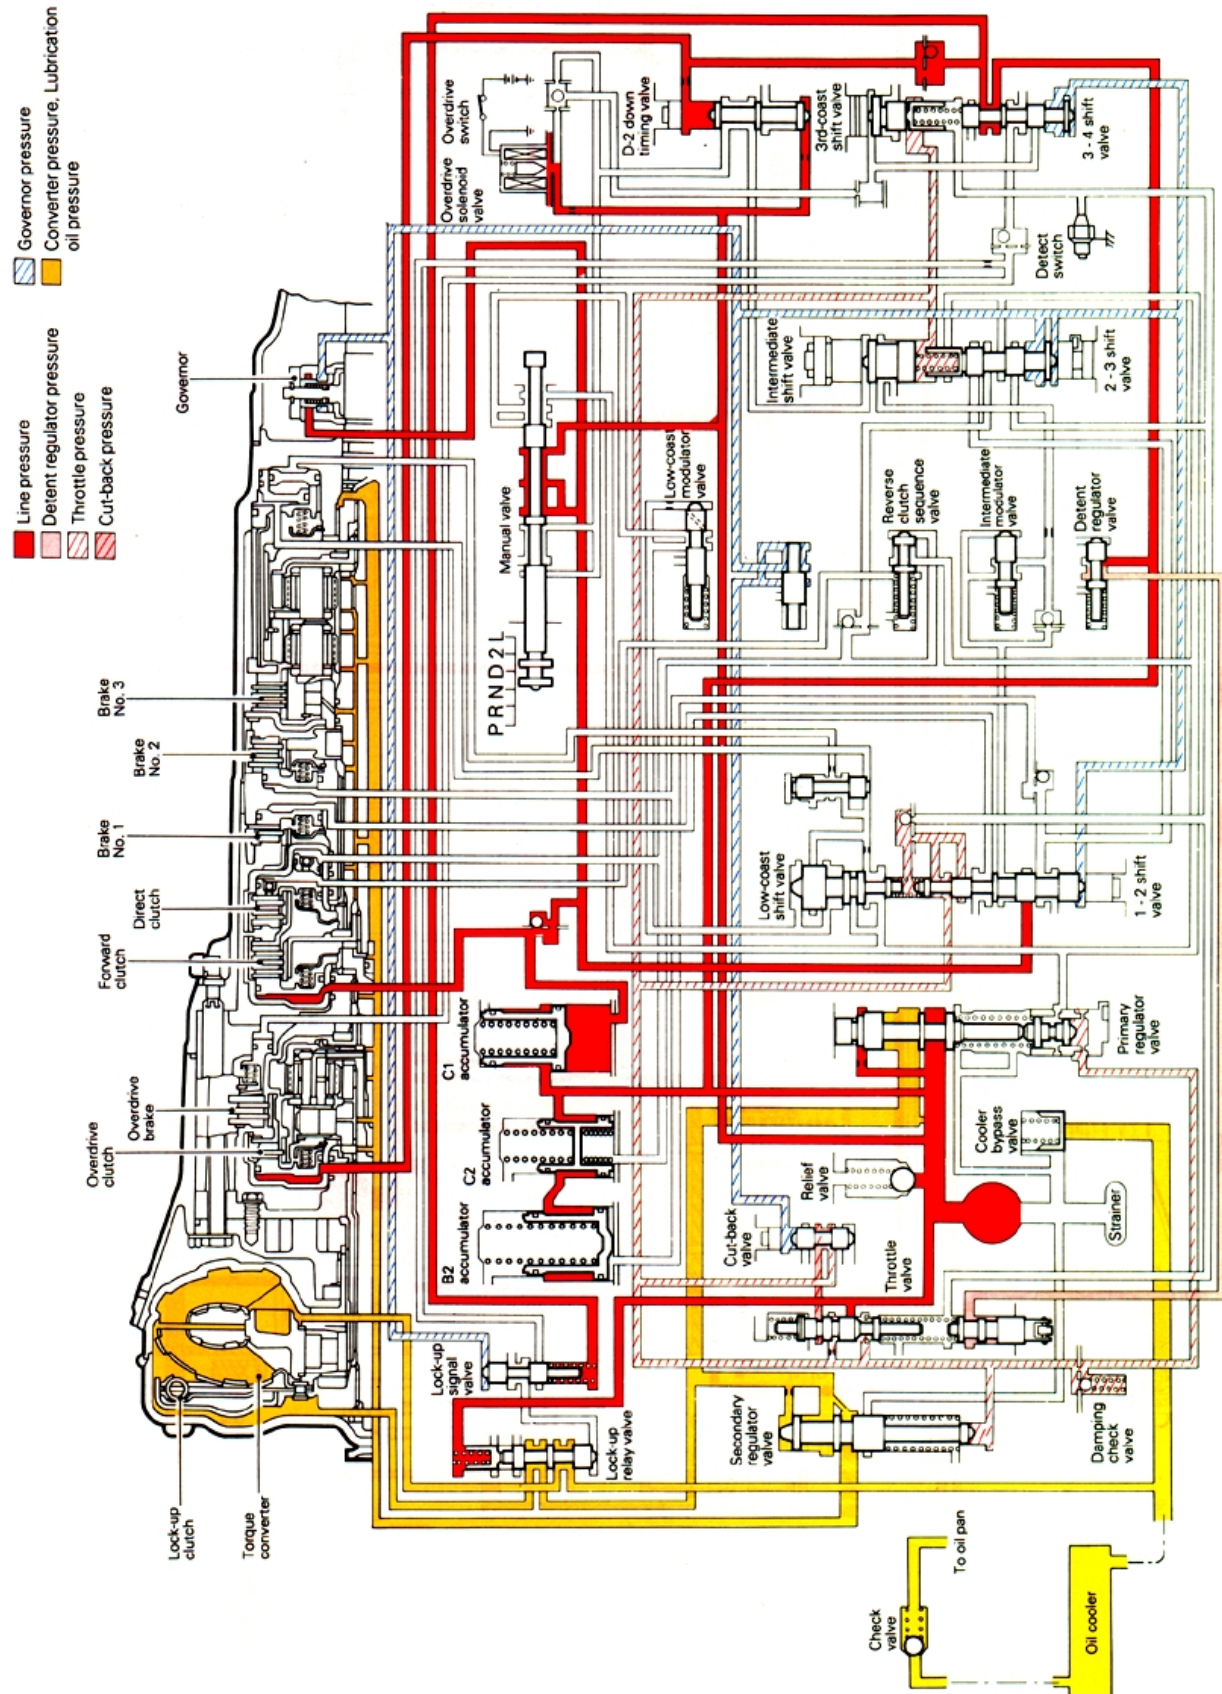 Line pressure
Detent regulator pressure
Throttle pressure
Cut-back pressure
Governor pressure
Converter pressure, Lubrication
oil pressure
Lock-up
clutch
Torque
converter
Overdrive
clutch
Overdrive
brake
Forward
clutch
Direct
clutch
Brake
No. 1
Brake
No. 2
Brake
No. 3
Governor
Lock-up
relay valve
Lock-up
signal
valve
B2
accumulator
C2
accumulator
C1
accumulator
P R N D 2 L
Manual valve
Overdrive
solenoid
valve
Overdrive
switch
D-2 down
timing valve
Low-coast
modulator
valve
Secondary
regulator
valve
Cut-back
valve
Relief
valve
Low-coast
shift valve
Intermediate
shift valve
3rd-coast
shift valve
Throttle
valve
Reverse
clutch
sequence
valve
Intermediate
modulator
valve
Detent
regulator
valve
Detect
switch
Cooler
bypass
valve
Strainer
Damping
check
valve
Primary
regulator
valve
1 - 2 shift
valve
2 - 3 shift
valve
3 - 4 shift
valve
Check
valve
To oil pan
Oil cooler